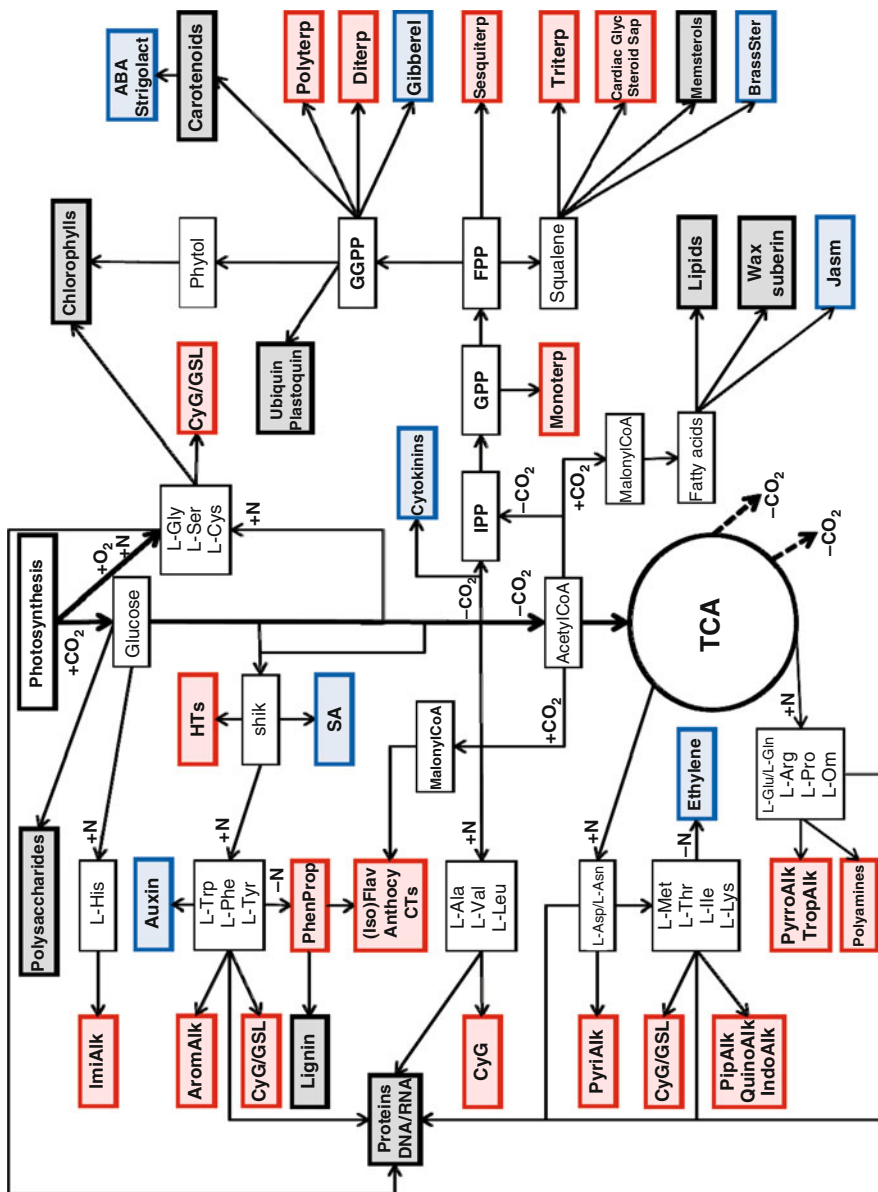 Photosynthesis
+CO2
+O2
+N
Glucose
L-Gly
L-Ser
L-Cys
+N
CyG/GSL
Chlorophylls
Phytol
Ubiquin
Plastoquin
GGPP
ABA
Strigolact
Carotenoids
Polyterp
Diterp
Gibberel
Sesquiterp
FPP
GPP
Monoterp
IPP
Cytokinins
–CO2
–CO2
–CO2
Squalene
Triterp
Cardiac Glyc
Steroid Sap
Memsterols
BrassSter
+CO2
MalonylCoA
Fatty acids
Lipids
Wax
suberin
Jasm
AcetylCoA
TCA
–CO2
–CO2
+CO2
MalonylCoA
Polysaccharides
+N
L-His
ImiAlk
HTs
shik
SA
+N
L-Trp
L-Phe
L-Tyr
Auxin
AromAlk
CyG/GSL
–N
PhenProp
Lignin
(Iso)Flav
Anthocy
CTs
+N
L-Ala
L-Val
L-Leu
CyG
Proteins
DNA/RNA
+N
L-Asp/L-Asn
PyriAlk
L-Met
L-Thr
L-Ile
L-Lys
–N
Ethylene
CyG/GSL
PipAlk
QuinoAlk
IndoAlk
+N
L-Glu/L-Gln
L-Arg
L-Pro
L-Orn
PyrroAlk
TropAlk
Polyamines